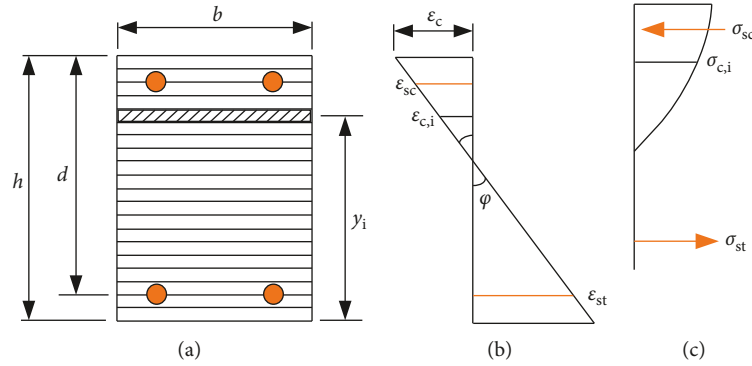 b
h
d
y_i
(a)
ε_c
ε_sc
ε_c,i
φ
ε_st
(b)
σ_sc
σ_c,i
σ_st
(c)